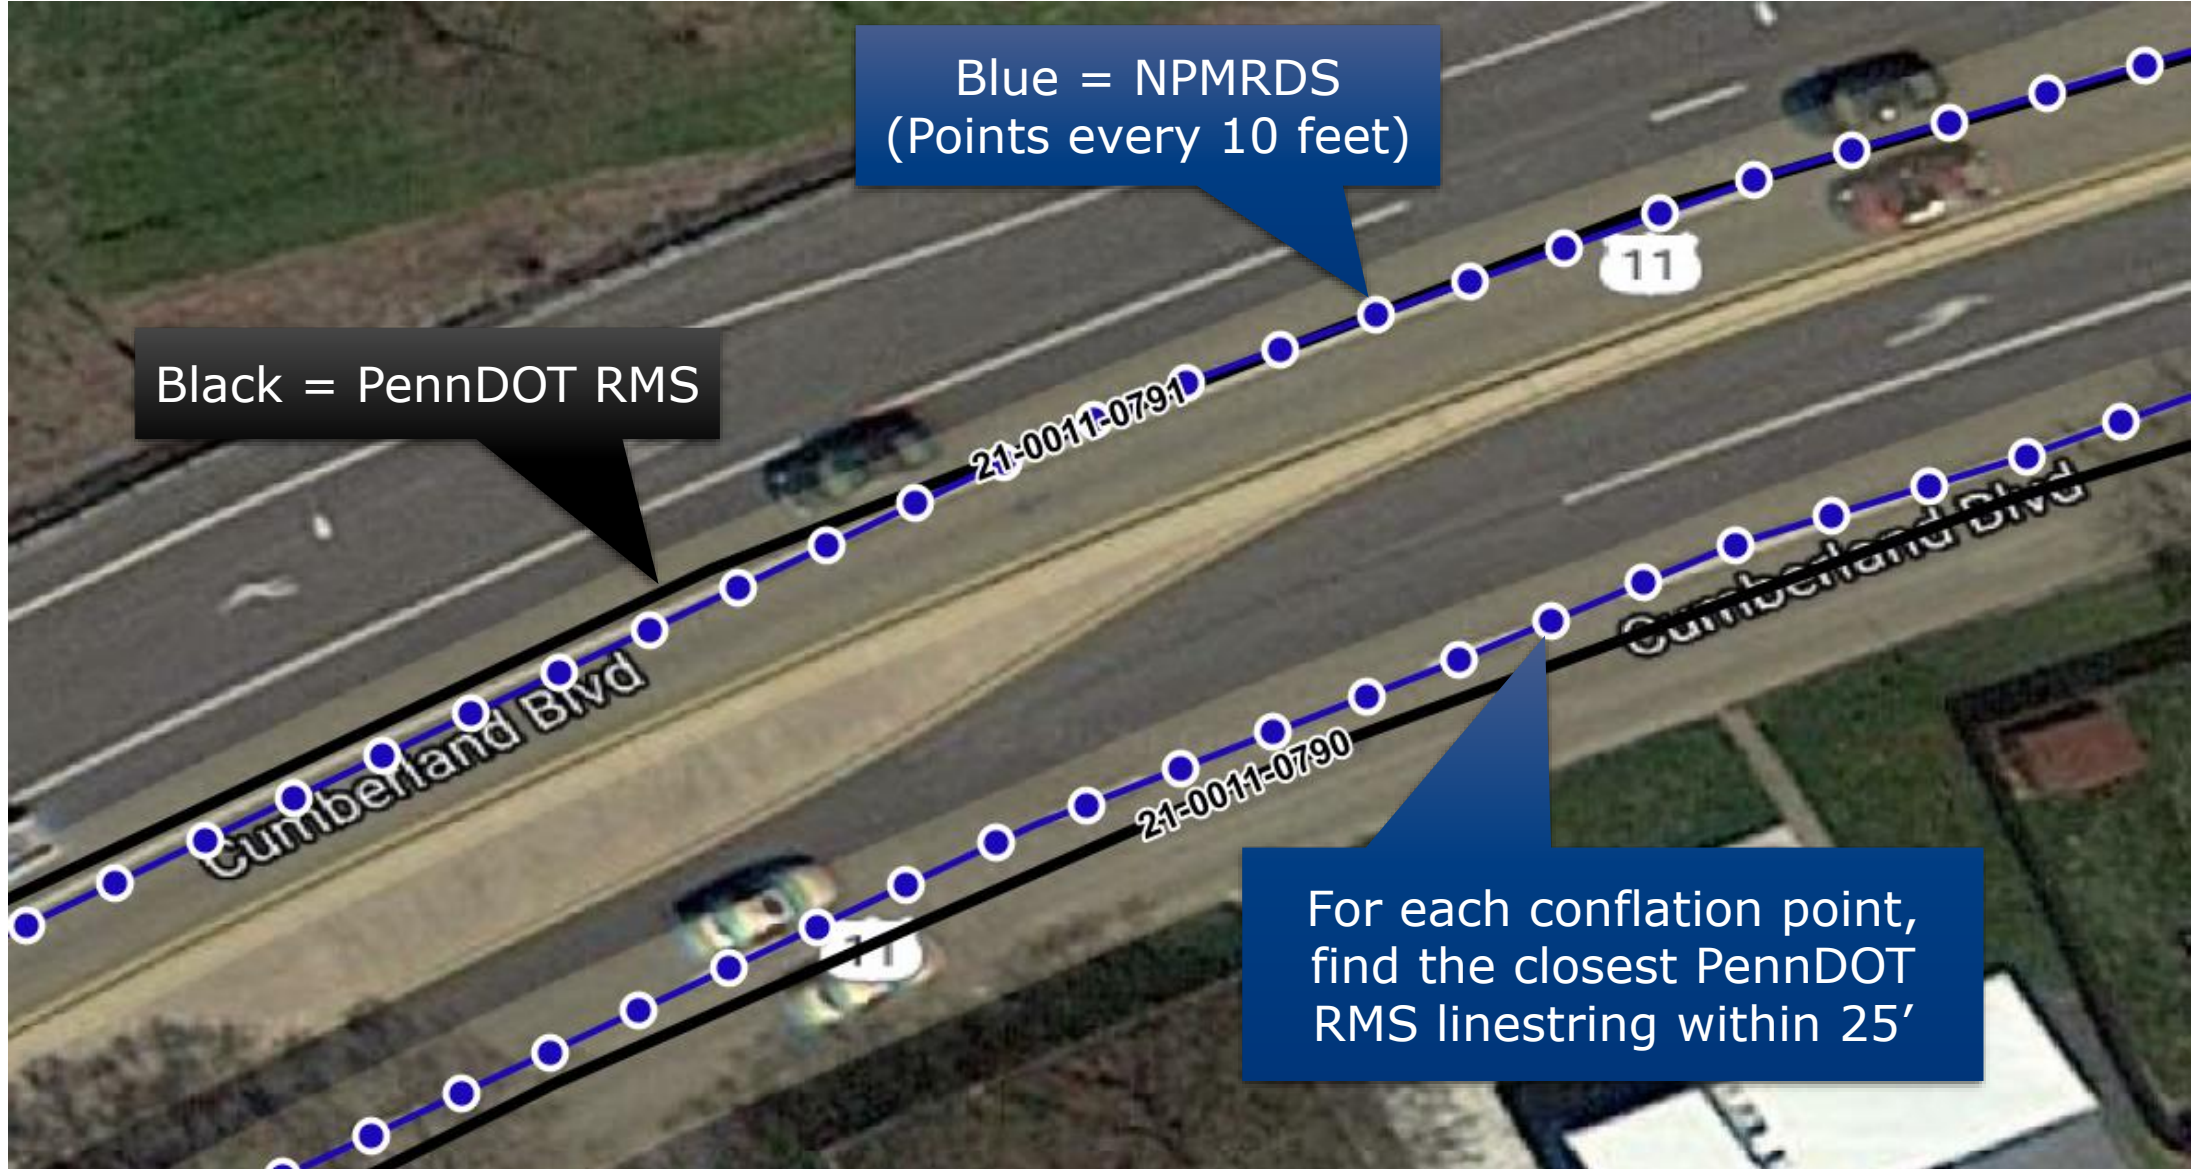 Blue = NPMRDS
(Points every 10 feet)
11
Black = PennDOT RMS
21-0011-0791
Cumberland Blvd
Cumberland Blvd
21-0011-0790
11
For each conflation point,
find the closest PennDOT
RMS linestring within 25’